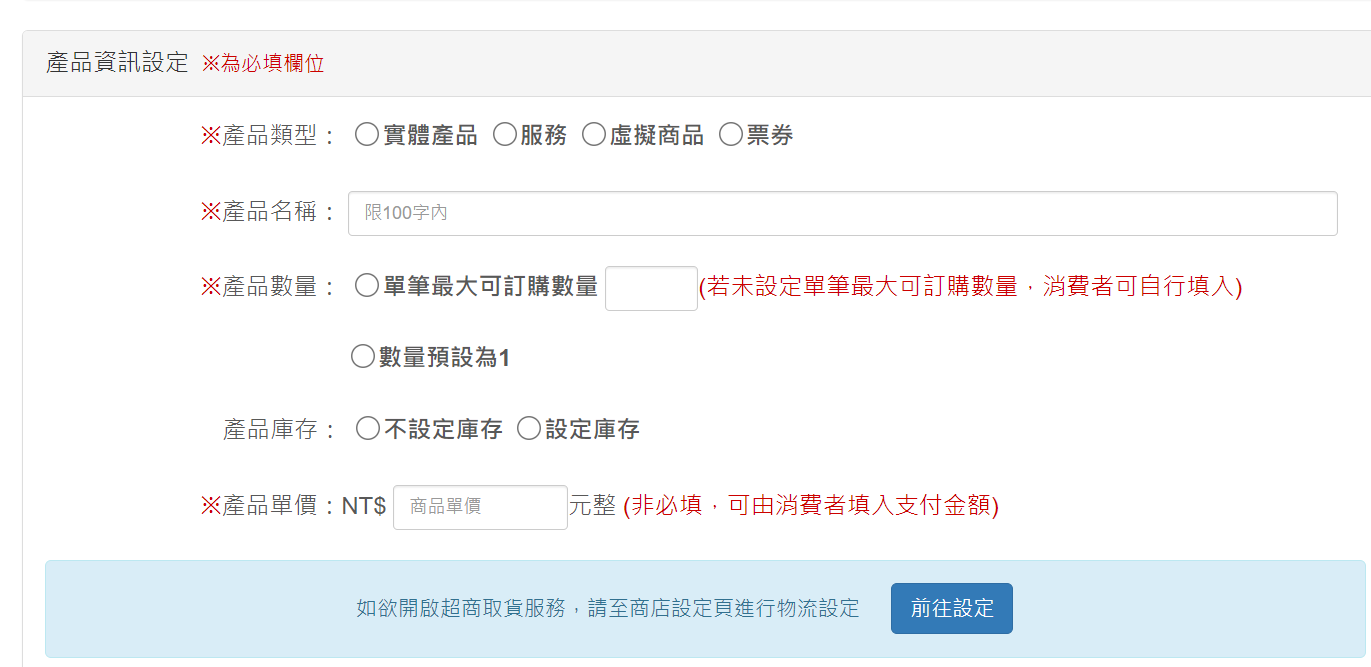 產品資訊設定 ※為必填欄位
※產品類型： 實體產品 服務 虛擬商品 票券
※產品名稱： 限100字內
※產品數量： 單筆最大可訂購數量 (若未設定單筆最大可訂購數量，消費者可自行填入)
數量預設為1
產品庫存： 不設定庫存 設定庫存
※產品單價：NT$ 商品單價 元整 (非必填，可由消費者填入支付金額)
如欲開啟超商取貨服務，請至商店設定頁進行物流設定 前往設定